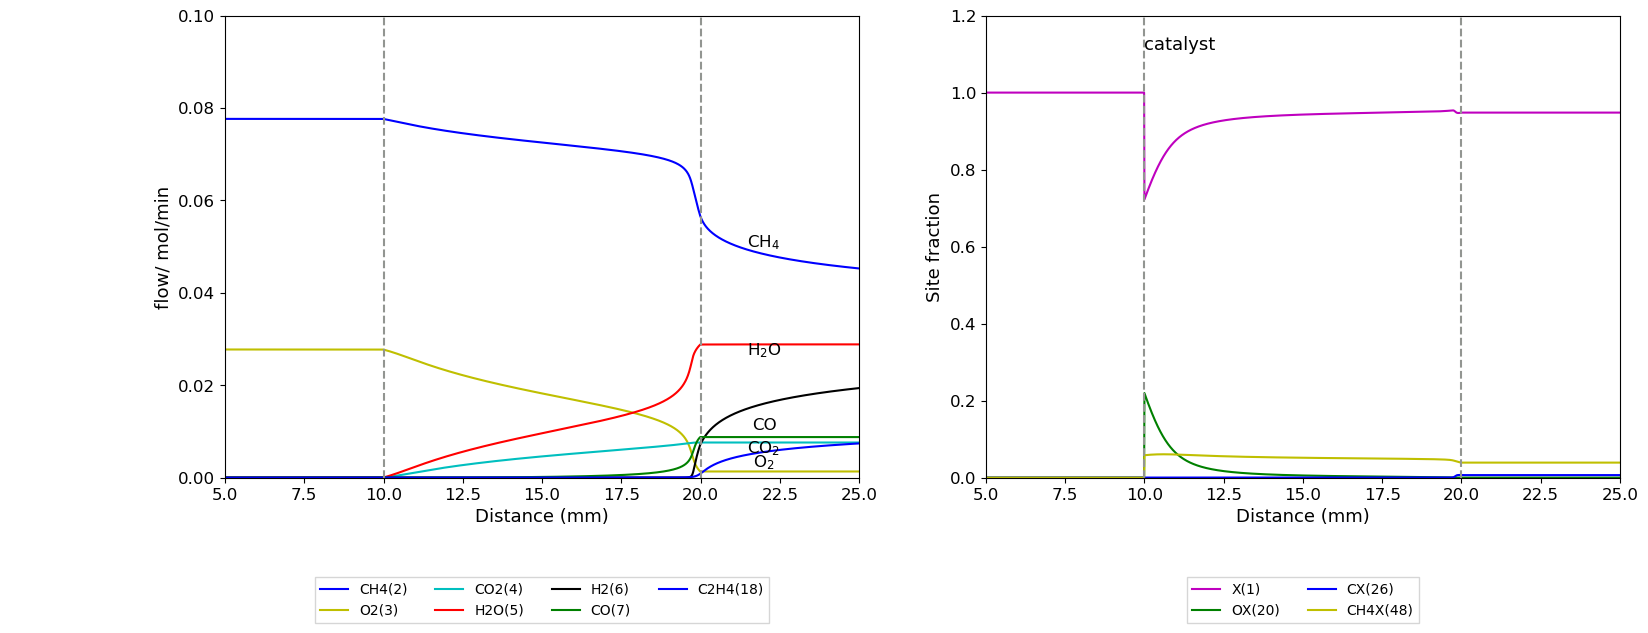 0.10
0.08
0.06
0.04
0.02
0.00
flow/ mol/min
CH₄
H₂O
CO
CO₂
O₂
5.0 7.5 10.0 12.5 15.0 17.5 20.0 22.5 25.0
Distance (mm)
CH4(2) CO2(4) H2(6) C2H4(18)
O2(3) H2O(5) CO(7)
1.2
1.0
0.8
0.6
0.4
0.2
0.0
Site fraction
catalyst
5.0 7.5 10.0 12.5 15.0 17.5 20.0 22.5 25.0
Distance (mm)
X(1) CX(26)
OX(20) CH4X(48)